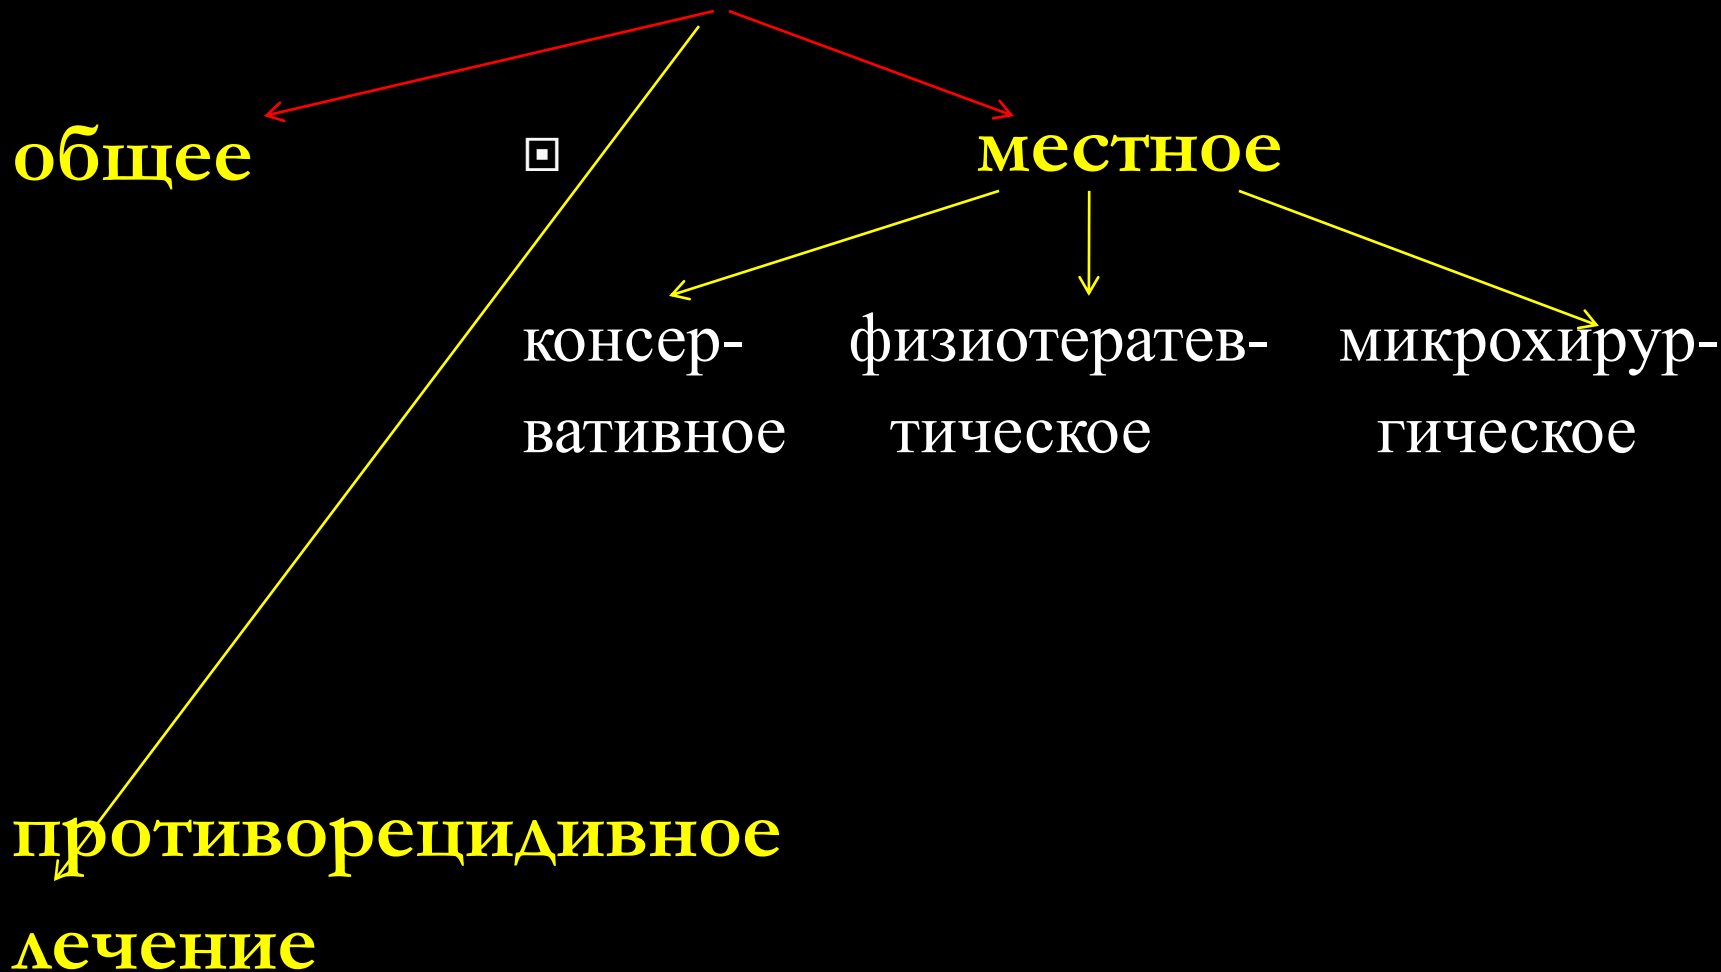 общее местное
консер- физиотератев- микрохирур-
вативное тическое гическое
противорецидивное
лечение